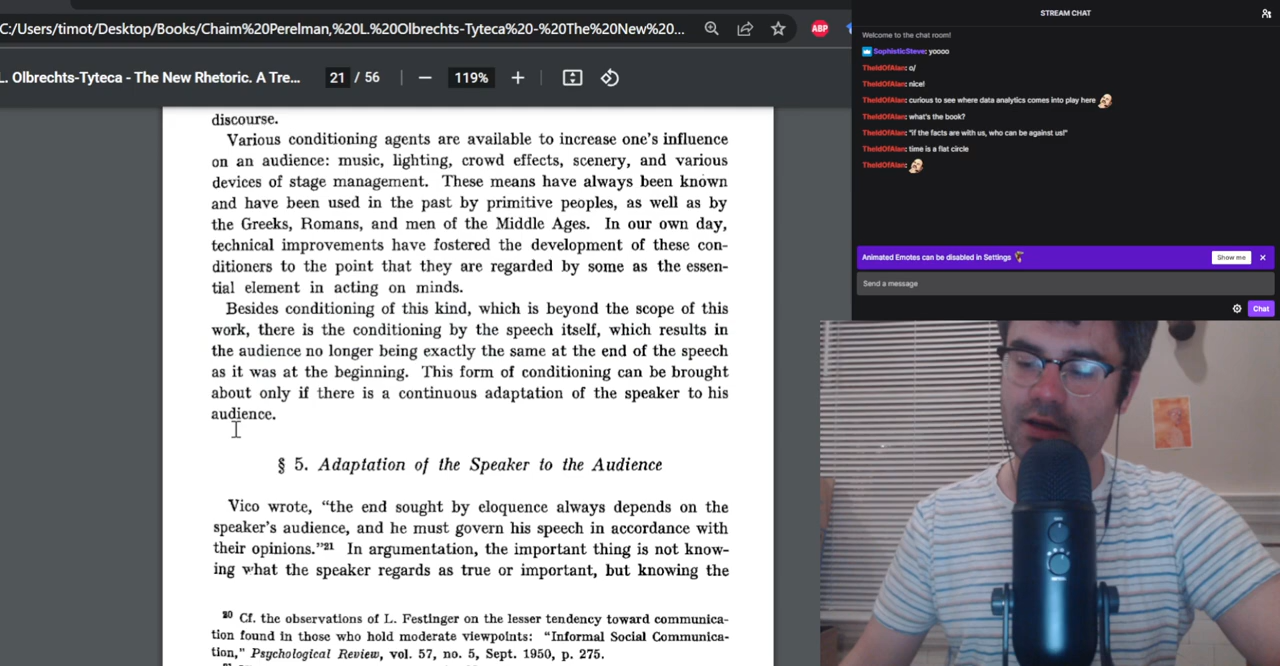 C:/Users/timot/Desktop/Books/Chaim%20Perelman,%20L.%20Olbrechts-Tyteca%20-%20The%20New%20...
ABP
L. Olbrechts-Tyteca - The New Rhetoric. A Tre...
21 / 56
119%
discourse.
Various conditioning agents are available to increase one's influence
on an audience: music, lighting, crowd effects, scenery, and various
devices of stage management. These means have always been known
and have been used in the past by primitive peoples, as well as by
the Greeks, Romans, and men of the Middle Ages. In our own day,
technical improvements have fostered the development of these con-
ditioners to the point that they are regarded by some as the essen-
tial element in acting on minds.
Besides conditioning of this kind, which is beyond the scope of this
work, there is the conditioning by the speech itself, which results in
the audience no longer being exactly the same at the end of the speech
as it was at the beginning. This form of conditioning can be brought
about only if there is a continuous adaptation of the speaker to his
audience.
§ 5. Adaptation of the Speaker to the Audience
Vico wrote, “the end sought by eloquence always depends on the
speaker's audience, and he must govern his speech in accordance with
their opinions.”21 In argumentation, the important thing is not know-
ing what the speaker regards as true or important, but knowing the
20 Cf. the observations of L. Festinger on the lesser tendency toward communica-
tion found in those who hold moderate viewpoints: “Informal Social Communica-
tion,” Psychological Review, vol. 57, no. 5, Sept. 1950, p. 275.
STREAM CHAT
Welcome to the chat room!
SophisticSteve: yoooo
TheIdOfAlan: o/
TheIdOfAlan: nice!
TheIdOfAlan: curious to see where data analytics comes into play here
TheIdOfAlan: what's the book?
TheIdOfAlan: "if the facts are with us, who can be against us!"
TheIdOfAlan: time is a flat circle
TheIdOfAlan:
Animated Emotes can be disabled in Settings
Show me
Send a message
Chat